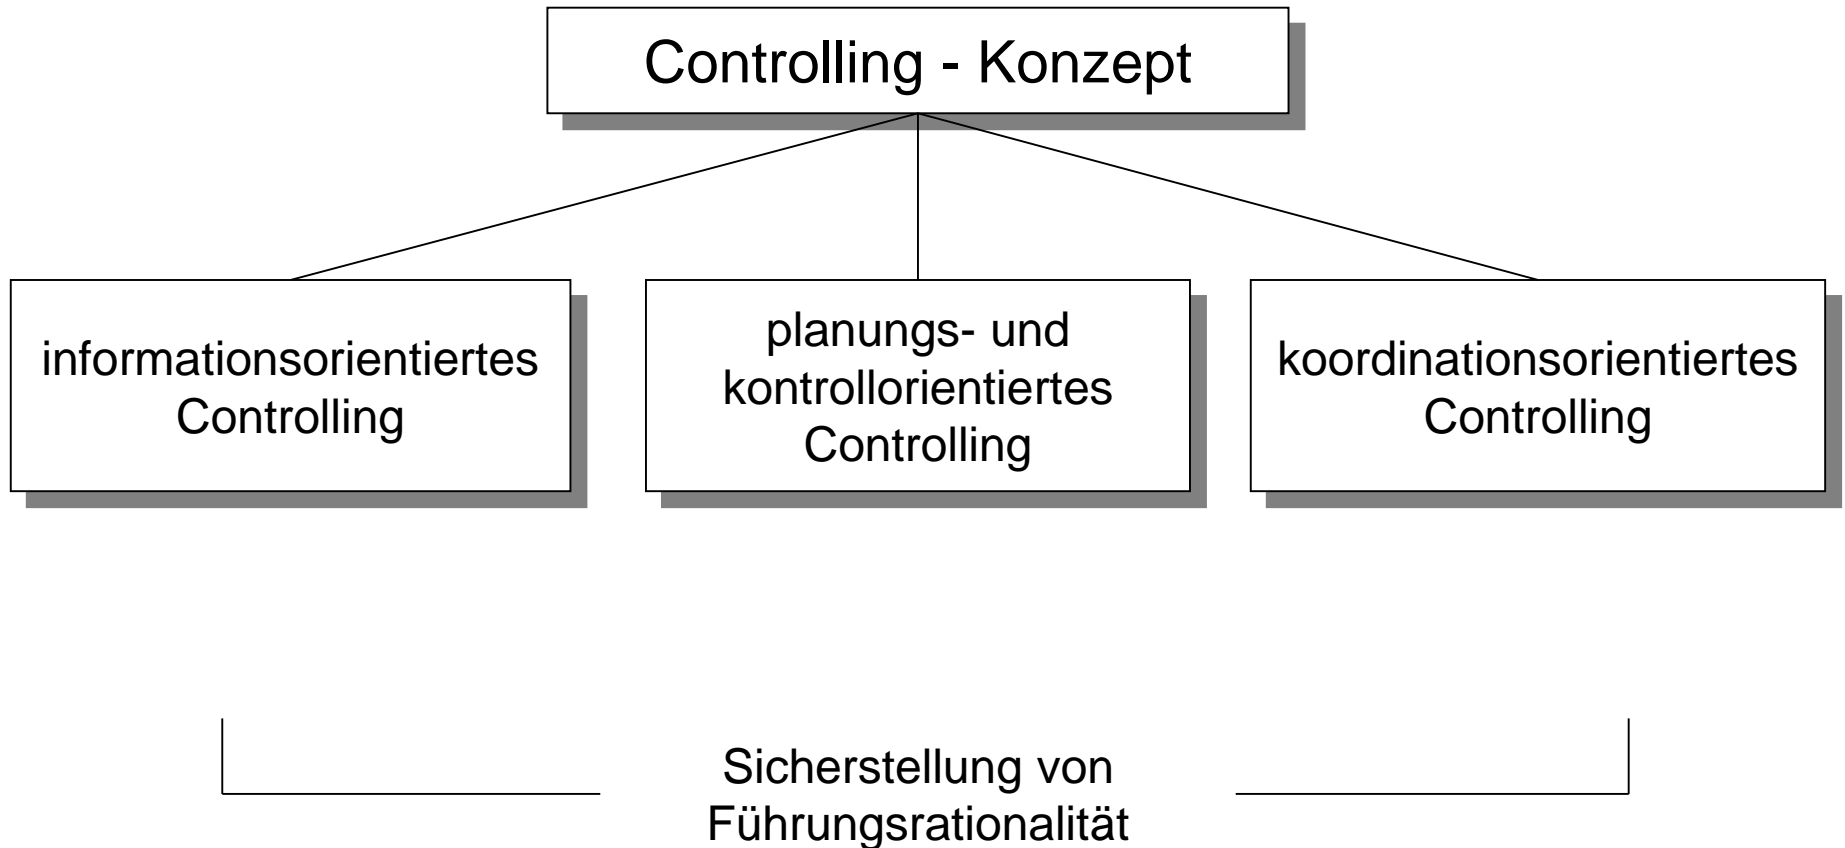 Controlling - Konzept
informationsorientiertes
Controlling
planungs- und
kontrollorientiertes
Controlling
koordinationsorientiertes
Controlling
Sicherstellung von
Führungsrationalität